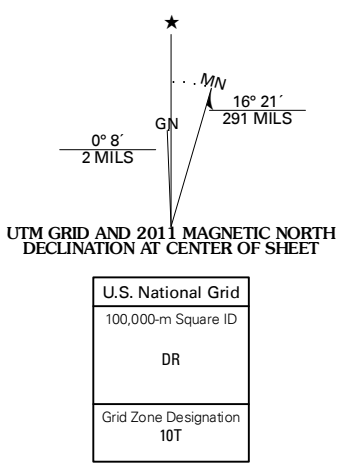 ★
MN
GN
16° 21´
291 MILS
0° 8´
2 MILS
UTM GRID AND 2011 MAGNETIC NORTH
DECLINATION AT CENTER OF SHEET
U.S. National Grid
100,000-m Square ID
DR
Grid Zone Designation
10T